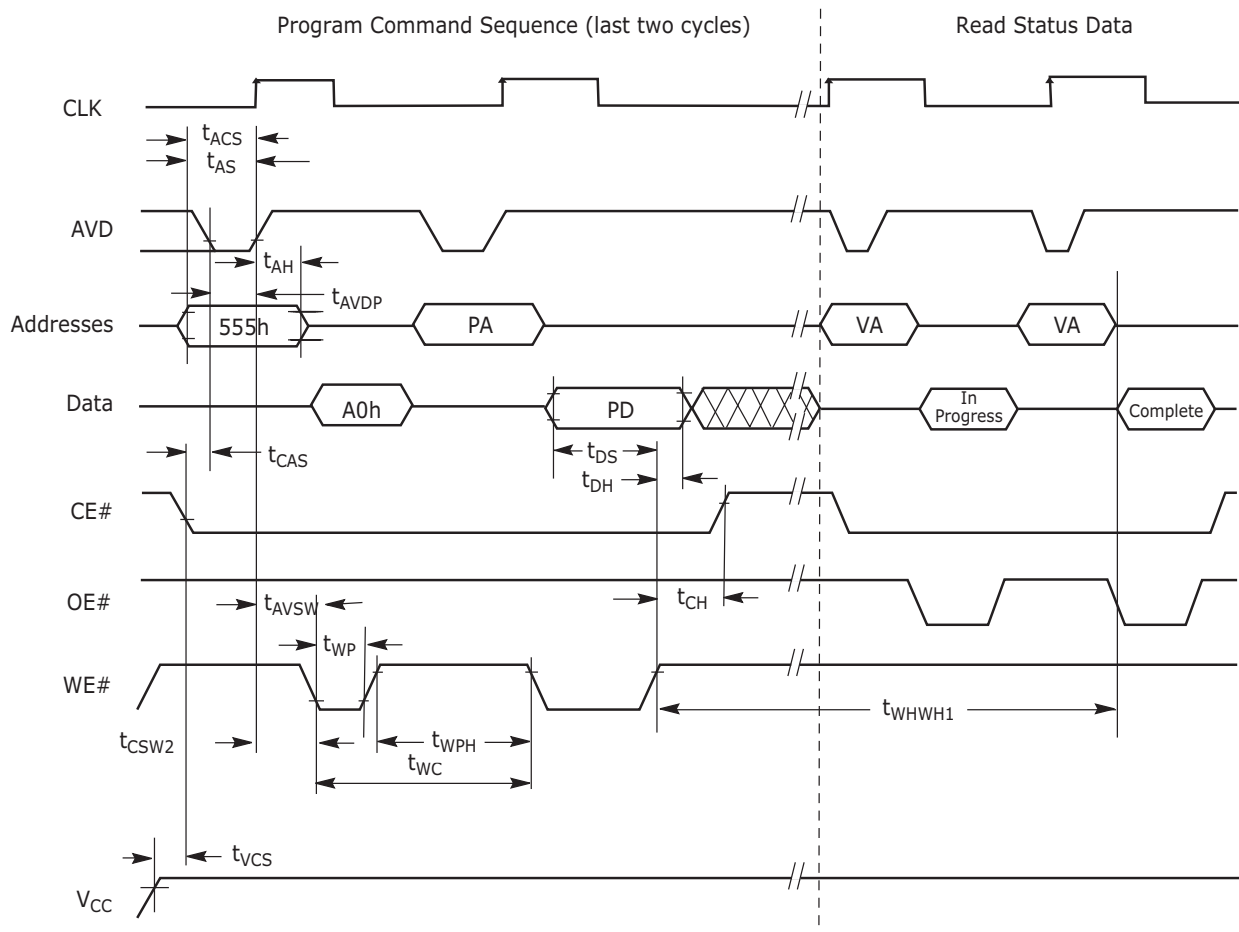 Program Command Sequence (last two cycles)
Read Status Data
CLK
tACS
tAS
AVD
tAH
tAVDP
Addresses
555h
PA
VA
VA
Data
A0h
PD
In
Progress
Complete
tCAS
tDS
tDH
CE#
OE#
tAVSW
tCH
tWP
WE#
tWHWH1
tCSW2
tWPH
tWC
tVCS
VCC